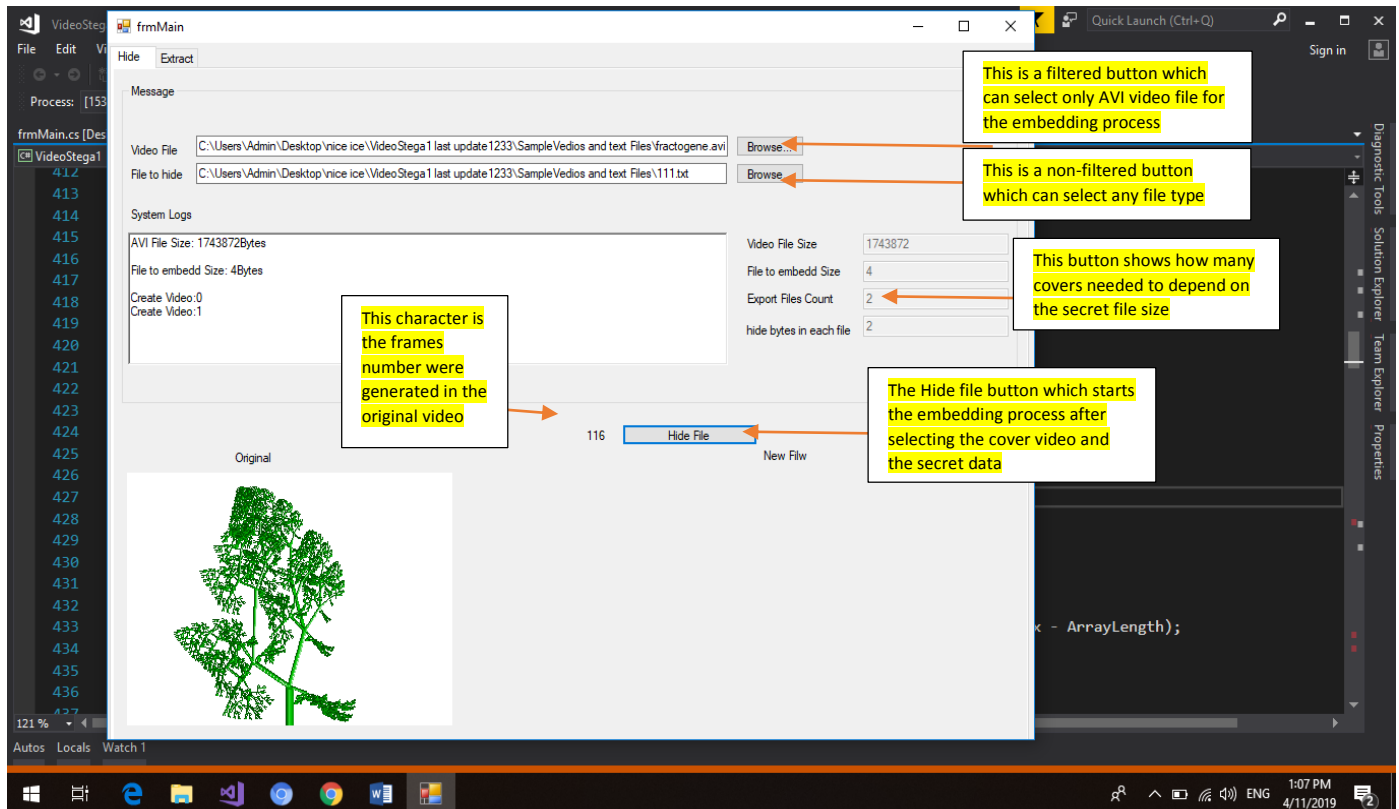 VideoSteg
frmMain
Quick Launch (Ctrl+Q)
File Edit Vi
Sign in
Hide Extract
Process: [153
Message
This is a filtered button which
can select only AVI video file for
the embedding process
frmMain.cs [Des
VideoStega1
Video File C:\Users\Admin\Desktop\nice ice\VideoStega1 last update1233\SampleVedios and text Files\fractogene.avi Browse...
File to hide C:\Users\Admin\Desktop\nice ice\VideoStega1 last update1233\SampleVedios and text Files\111.txt Browse...
This is a non-filtered button
which can select any file type
System Logs
AVI File Size: 1743872Bytes
File to embedd Size: 4Bytes
Create Video:0
Create Video:1
Video File Size 1743872
File to embedd Size 4
Export Files Count 2
hide bytes in each file 2
This button shows how many
covers needed to depend on
the secret file size
This character is
the frames
number were
generated in the
original video
The Hide file button which starts
the embedding process after
selecting the cover video and
the secret data
116 Hide File
Original
New Filw
412
413
414
415
416
417
418
419
420
421
422
423
424
425
426
427
428
429
430
431
432
433
x - ArrayLength);
434
435
436
437
121 %
Autos Locals Watch 1
Diagnostic Tools
Solution Explorer
Team Explorer
Properties
ENG
1:07 PM
4/11/2019
2